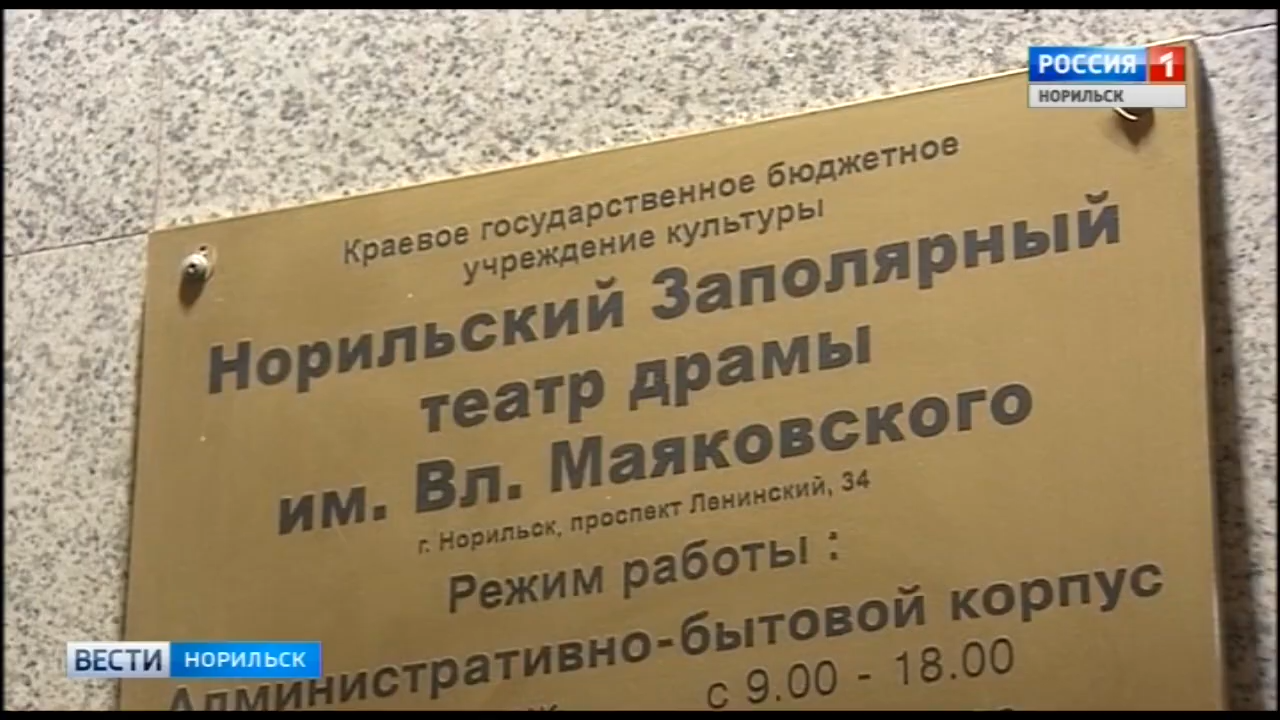 РОССИЯ 1
НОРИЛЬСК
Краевое государственное бюджетное
учреждение культуры
Норильский Заполярный
театр драмы
им. Вл. Маяковского
г. Норильск, проспект Ленинский, 34
Режим работы :
Административно-бытовой корпус
с 9.00 - 18.00
ВЕСТИ НОРИЛЬСК